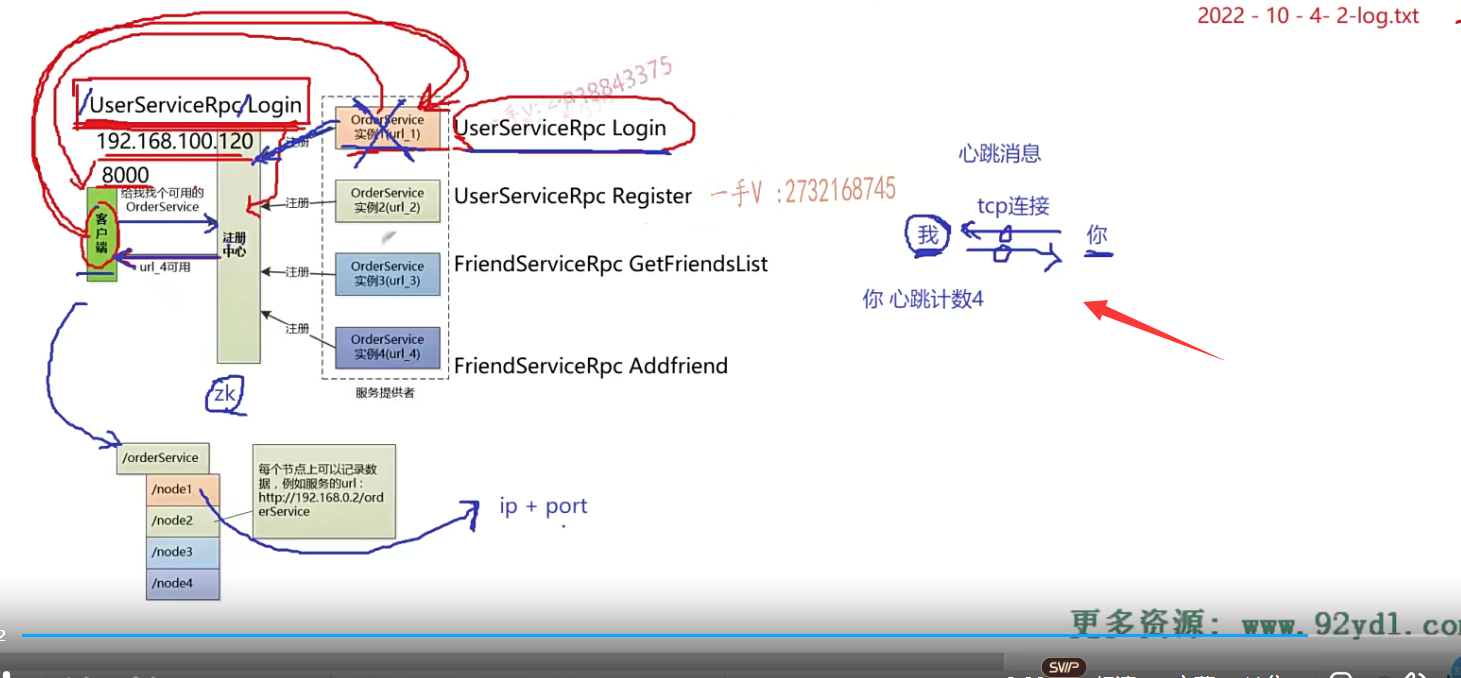 2022 - 10 - 4- 2-log.txt
/UserServiceRpc/Login
192.168.100.120
8000
给我找个可用的
OrderService
客户端
url_4可用
注册
中心
注册
注册
注册
注册
OrderService
实例1(url_1)
OrderService
实例2(url_2)
OrderService
实例3(url_3)
OrderService
实例4(url_4)
服务提供者
UserServiceRpc Login
UserServiceRpc Register
一手V :2732168745
FriendServiceRpc GetFriendsList
FriendServiceRpc Addfriend
心跳消息
tcp连接
我
你
你 心跳计数4
zk
/orderService
/node1
/node2
/node3
/node4
每个节点上可以记录数
据，例如服务的url：
http://192.168.0.2/ord
erService
ip + port
更多资源：www.92yd1.co
SVIP